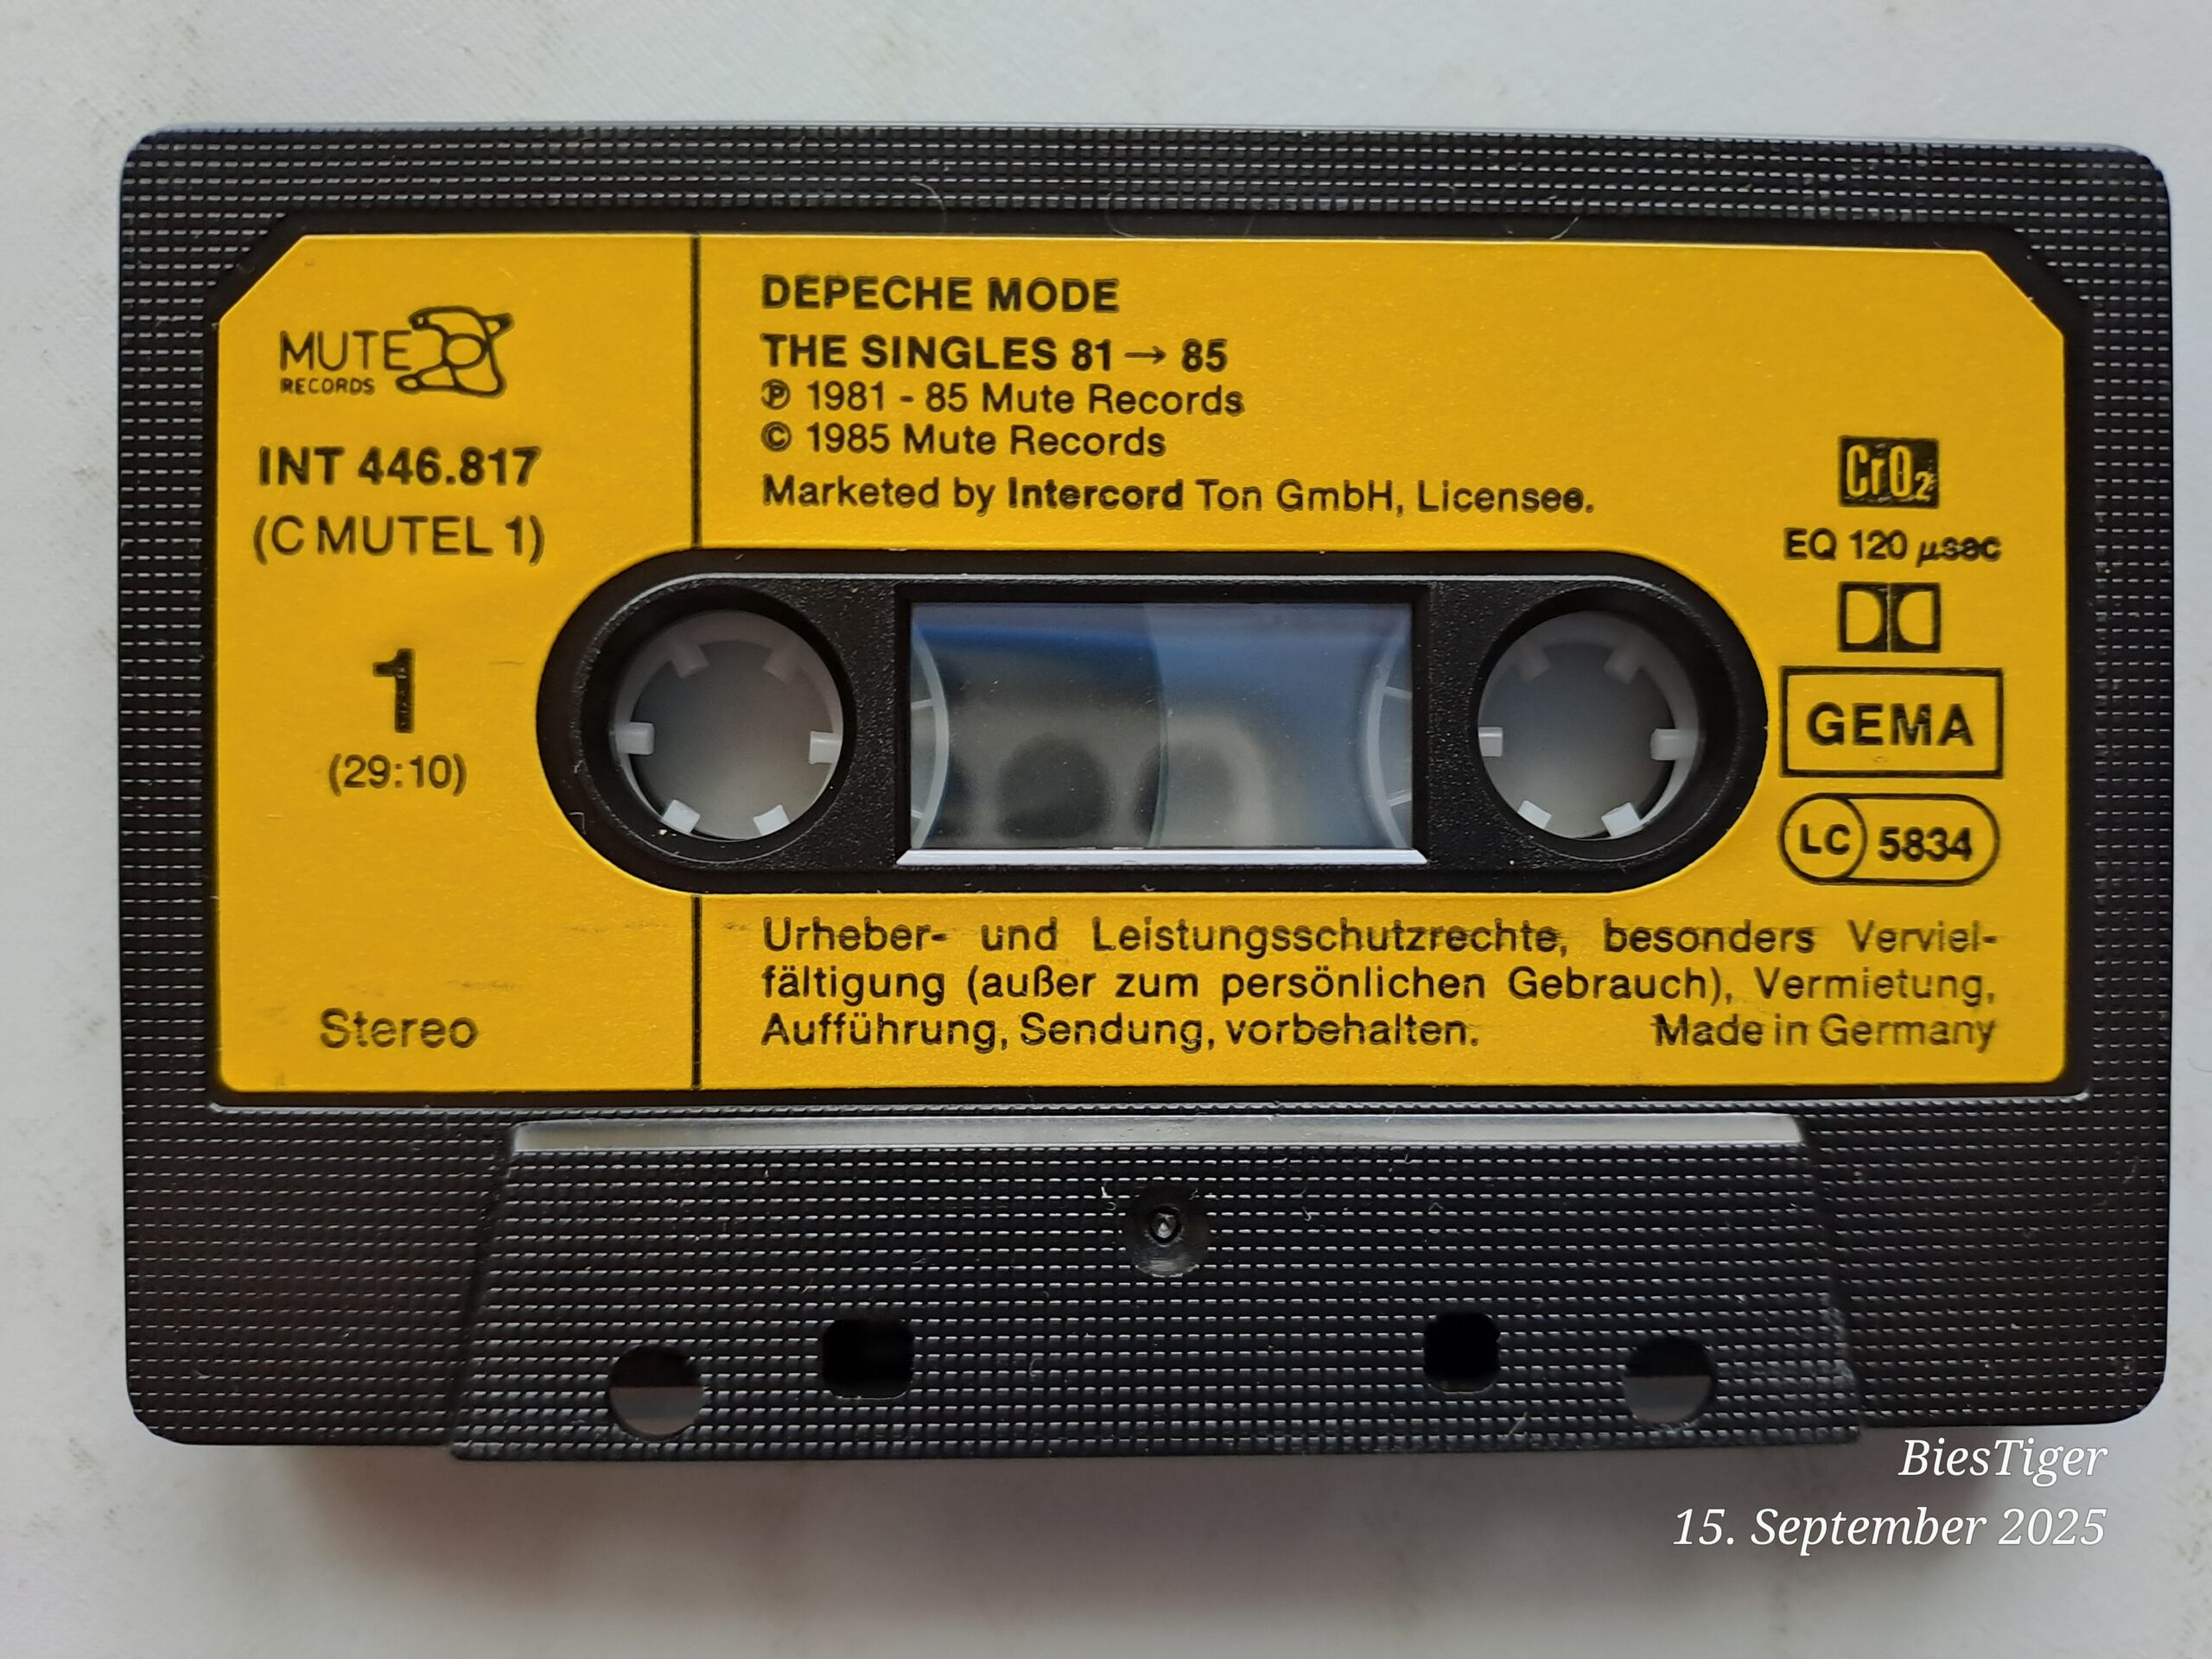 MUTE
RECORDS
INT 446.817
(C MUTEL 1)
1
(29:10)
Stereo
DEPECHE MODE
THE SINGLES 81 → 85
℗ 1981 - 85 Mute Records
© 1985 Mute Records
Marketed by Intercord Ton GmbH, Licensee.
CrO₂
EQ 120 µsec
GEMA
LC 5834
Urheber- und Leistungsschutzrechte, besonders Verviel-
fältigung (außer zum persönlichen Gebrauch), Vermietung,
Aufführung, Sendung, vorbehalten. Made in Germany
BiesTiger
15. September 2025